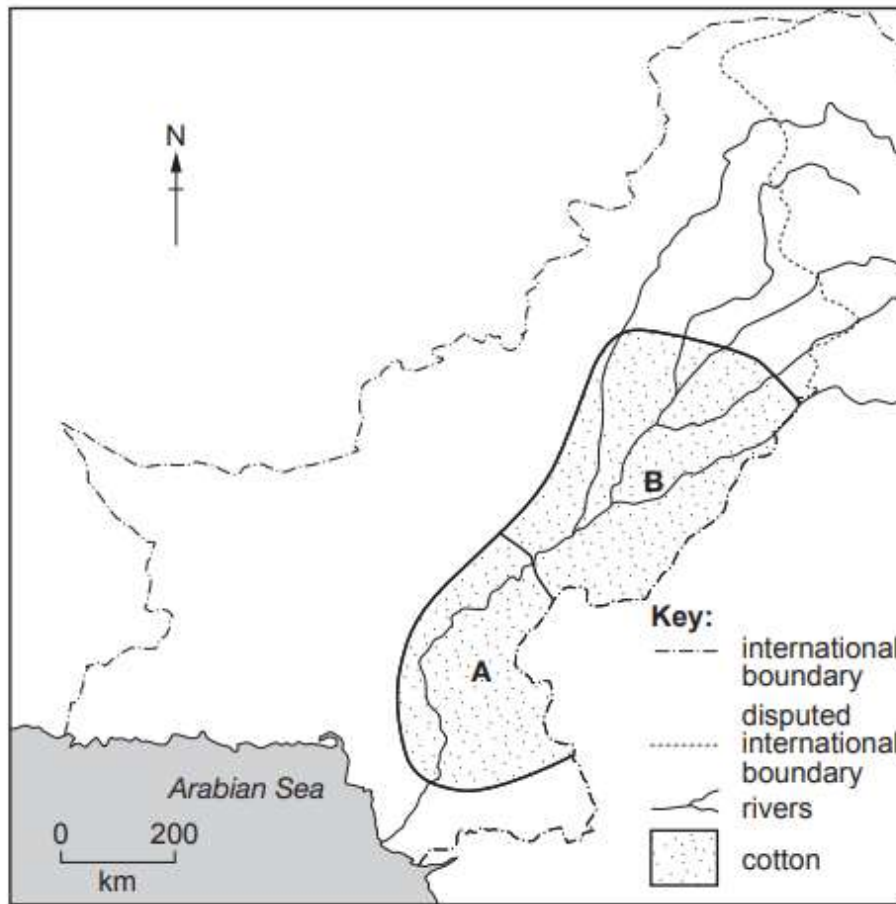 N
B
A
Arabian Sea
0 200
km
Key:
international
boundary
disputed
international
boundary
rivers
cotton